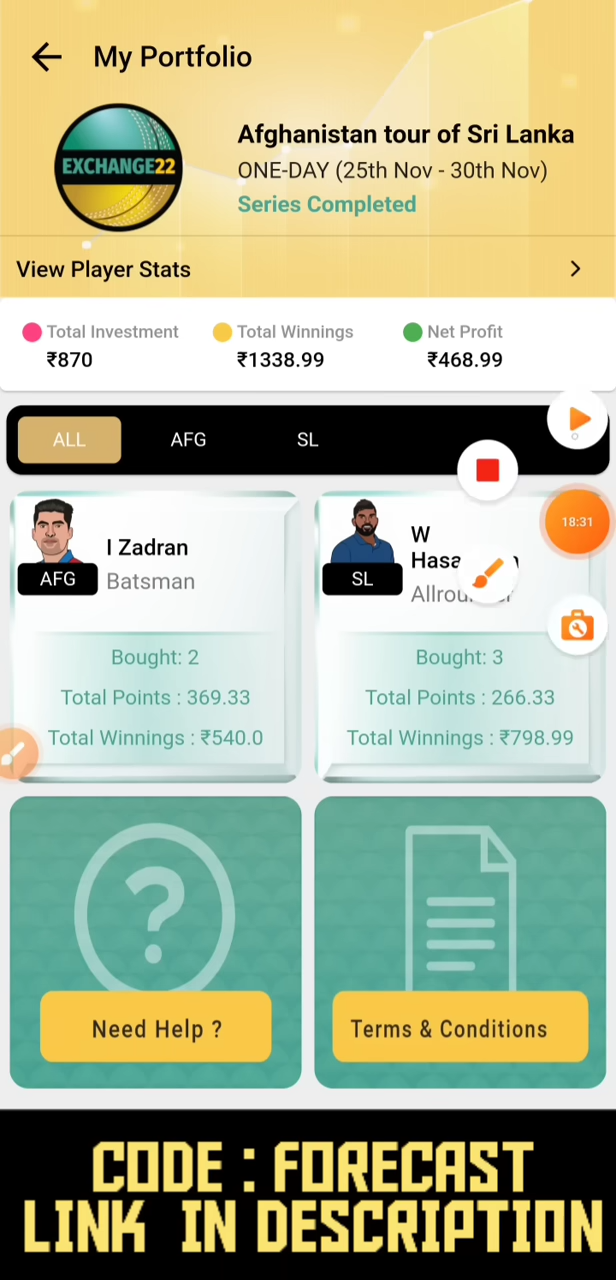 My Portfolio
EXCHANGE22
Afghanistan tour of Sri Lanka
ONE-DAY (25th Nov - 30th Nov)
Series Completed
View Player Stats
Total Investment
₹870
Total Winnings
₹1338.99
Net Profit
₹468.99
ALL
AFG
SL
18:31
I Zadran
AFG
Batsman
Bought: 2
Total Points : 369.33
Total Winnings : ₹540.0
W
SL
Bought: 3
Total Points : 266.33
Total Winnings : ₹798.99
Need Help ?
Terms & Conditions
CODE : FORECAST
LINK IN DESCRIPTION